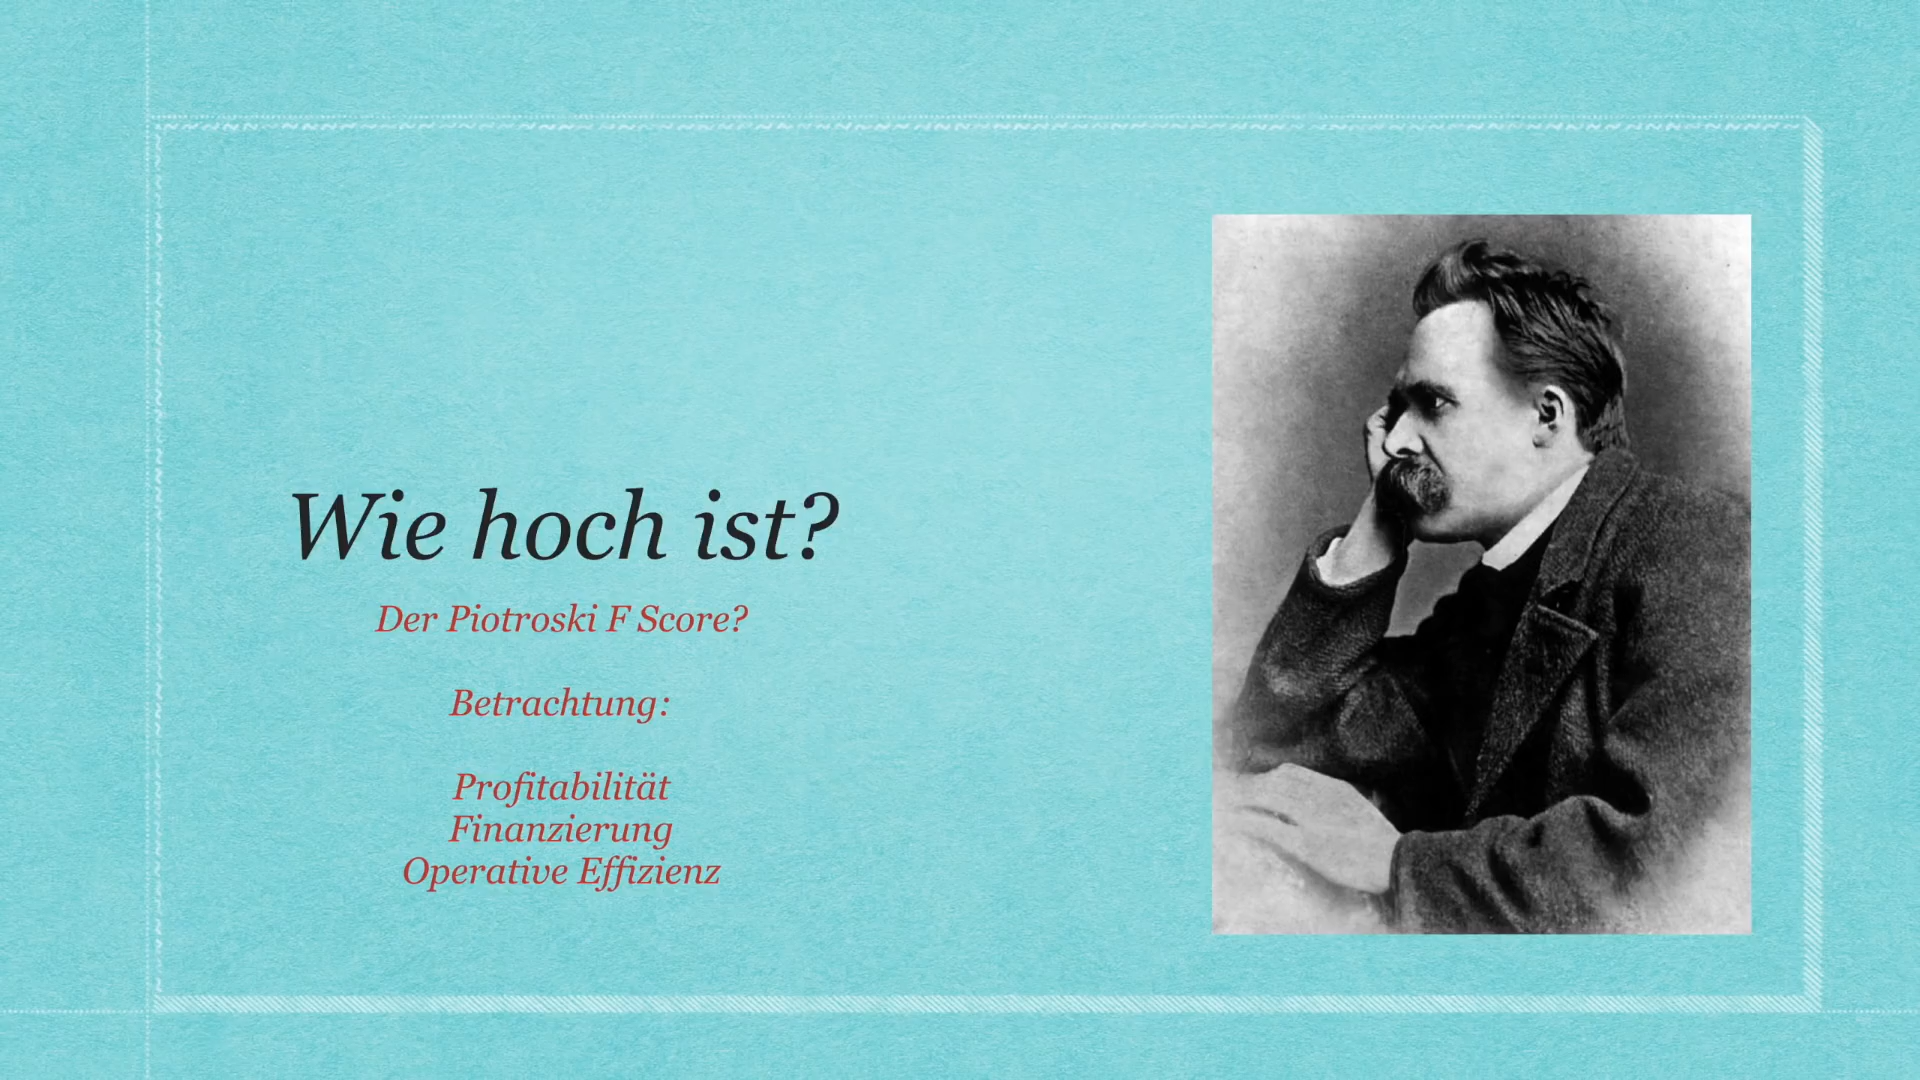 Wie hoch ist?
Der Piotroski F Score?
Betrachtung:
Profitabilität
Finanzierung
Operative Effizienz